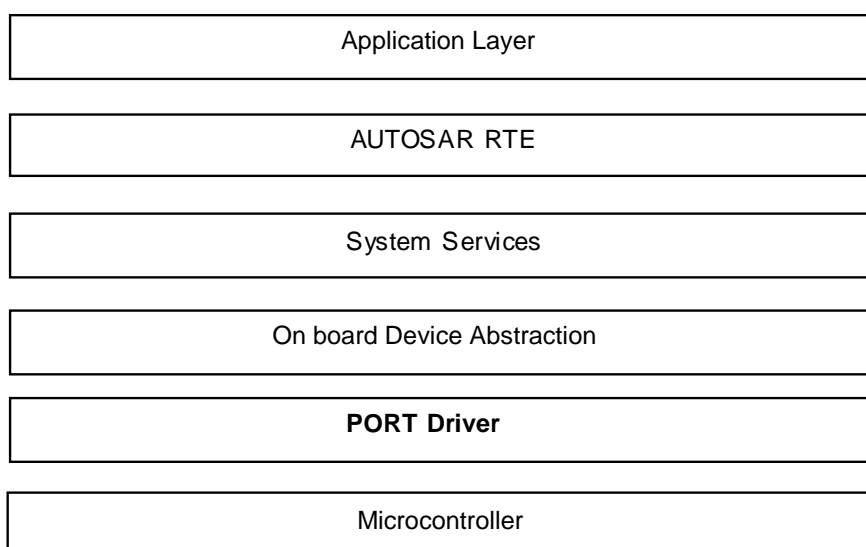 Application Layer
AUTOSAR RTE
System Services
On board Device Abstraction
PORT Driver
Microcontroller